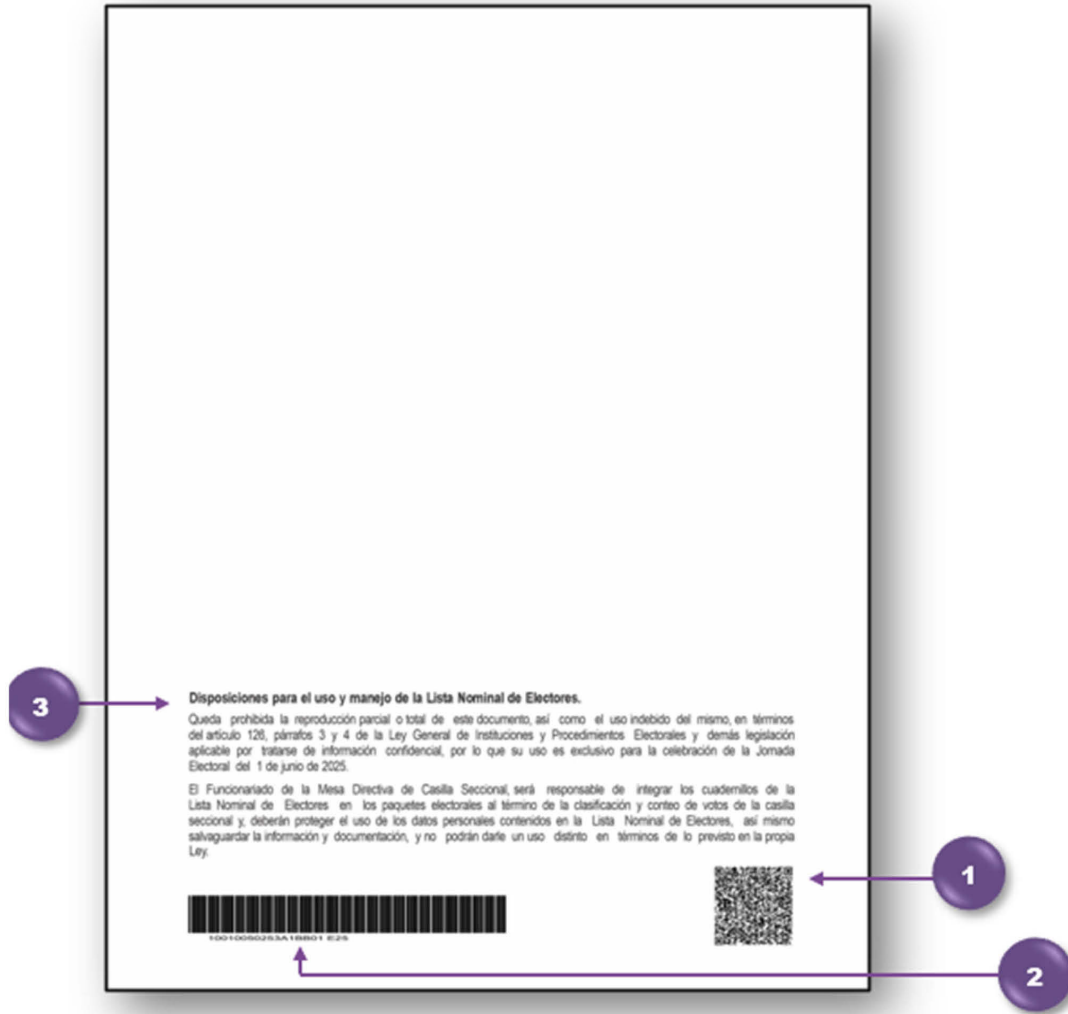 Disposiciones para el uso y manejo de la Lista Nominal de Electores.
Queda prohibida la reproducción parcial o total de este documento, así como el uso indebido del mismo, en términos
del artículo 126, párrafos 3 y 4 de la Ley General de Instituciones y Procedimientos Electorales y demás legislación
aplicable por tratarse de información confidencial, por lo que su uso es exclusivo para la celebración de la Jornada
Electoral del 1 de junio de 2025.
El Funcionariado de la Mesa Directiva de Casilla Seccional, será responsable de integrar los cuadernillos de la
Lista Nominal de Electores en los paquetes electorales al término de la clasificación y conteo de votos de la casilla
seccional y, deberán proteger el uso de los datos personales contenidos en la Lista Nominal de Electores, así mismo
salvaguardar la información y documentación, y no podrán darle un uso distinto en términos de lo previsto en la propia
Ley.
3
1
10010050253A1BB01 E25
2